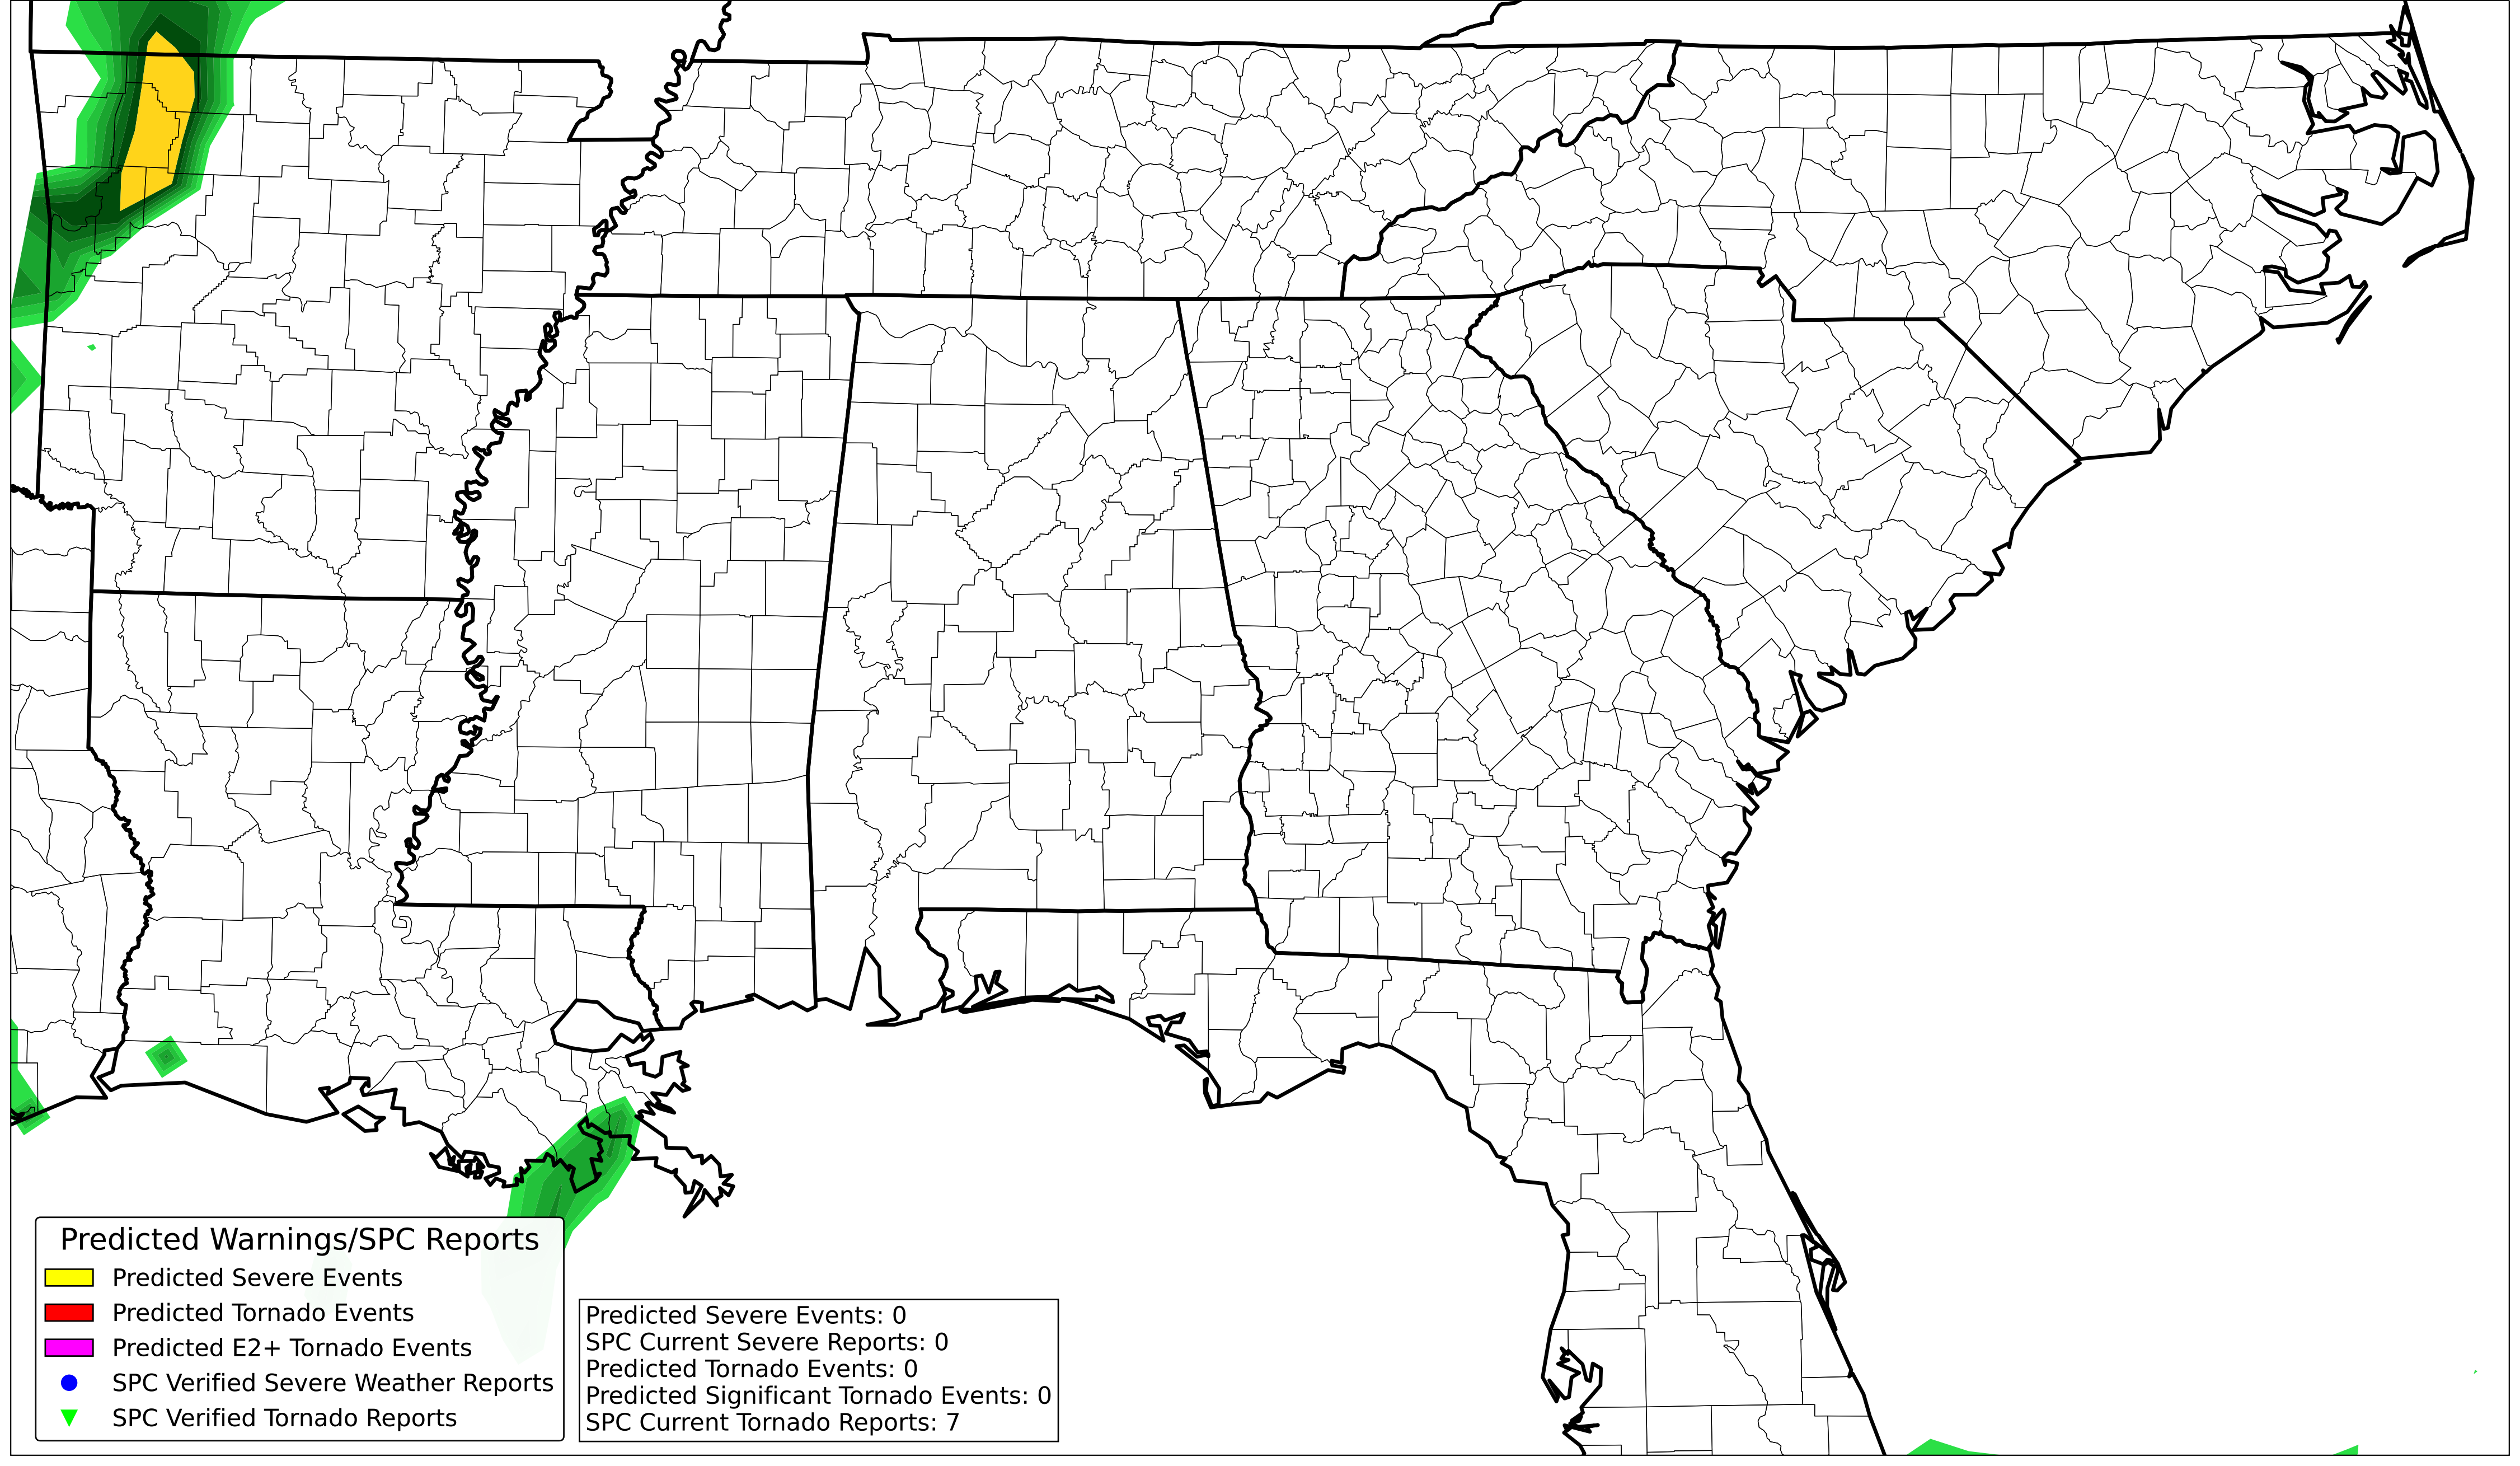 Predicted Warnings/SPC Reports
Predicted Severe Events
Predicted Tornado Events
Predicted E2+ Tornado Events
SPC Verified Severe Weather Reports
SPC Verified Tornado Reports
Predicted Severe Events: 0
SPC Current Severe Reports: 0
Predicted Tornado Events: 0
Predicted Significant Tornado Events: 0
SPC Current Tornado Reports: 7